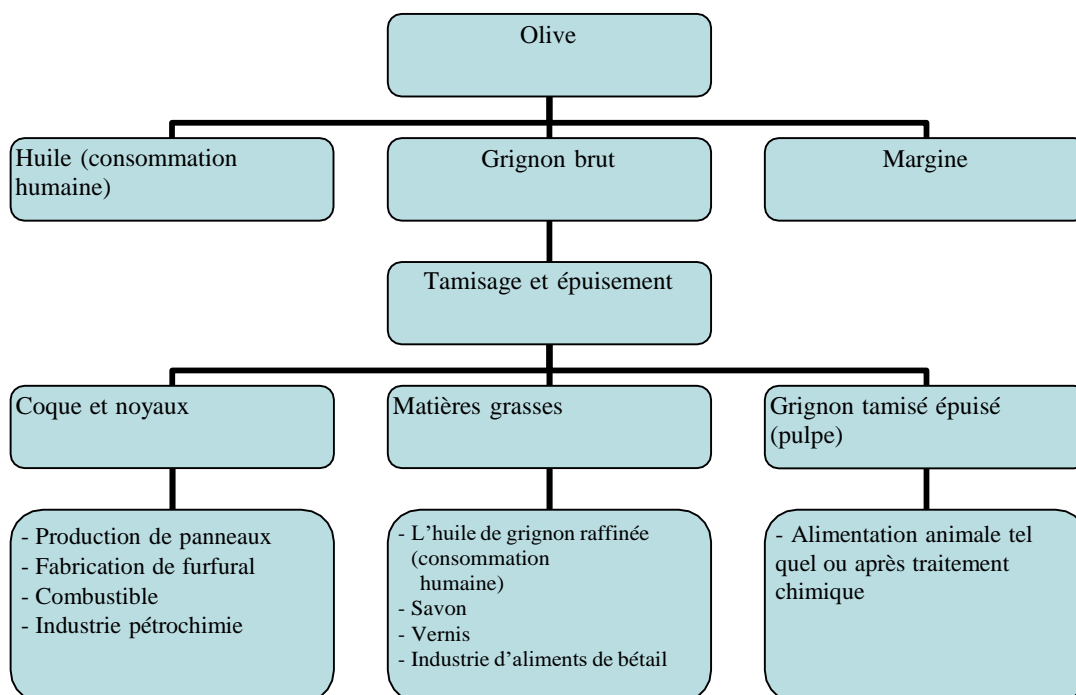 Olive
Huile (consommation
humaine)
Grignon brut
Margine
Tamisage et épuisement
Coque et noyaux
Matières grasses
Grignon tamisé épuisé
(pulpe)
- Production de panneaux
- Fabrication de furfural
- Combustible
- Industrie pétrochimie
- L’huile de grignon raffinée
(consommation
humaine)
- Savon
- Vernis
- Industrie d’aliments de bétail
- Alimentation animale tel
quel ou après traitement
chimique